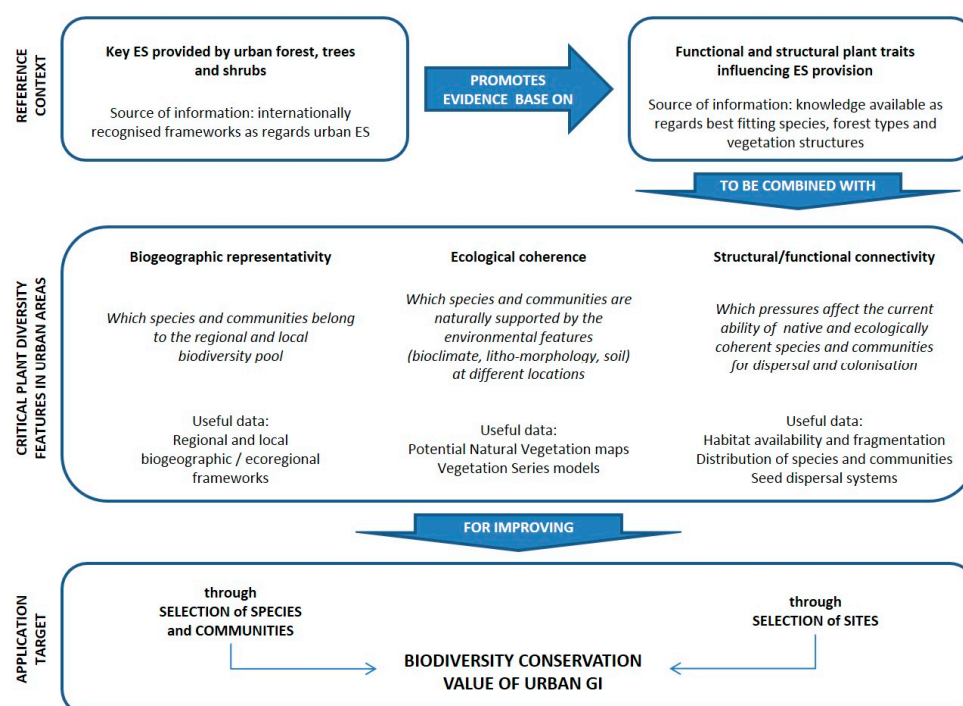 REFERENCE
CONTEXT
Key ES provided by urban forest, trees
and shrubs
Source of information: internationally
recognised frameworks as regards urban ES
PROMOTES
EVIDENCE BASE ON
Functional and structural plant traits
influencing ES provision
Source of information: knowledge available as
regards best fitting species, forest types and
vegetation structures
TO BE COMBINED WITH
CRITICAL PLANT DIVERSITY
FEATURES IN URBAN AREAS
Biogeographic representativity
Which species and communities belong
to the regional and local
biodiversity pool
Useful data:
Regional and local
biogeographic / ecoregional
frameworks
Ecological coherence
Which species and communities are
naturally supported by the
environmental features
(bioclimate, litho-morphology, soil)
at different locations
Useful data:
Potential Natural Vegetation maps
Vegetation Series models
Structural/functional connectivity
Which pressures affect the current
ability of native and ecologically
coherent species and communities
for dispersal and colonisation
Useful data:
Habitat availability and fragmentation
Distribution of species and communities
Seed dispersal systems
FOR IMPROVING
APPLICATION
TARGET
through
SELECTION of SPECIES
and COMMUNITIES
through
SELECTION of SITES
BIODIVERSITY CONSERVATION
VALUE OF URBAN GI